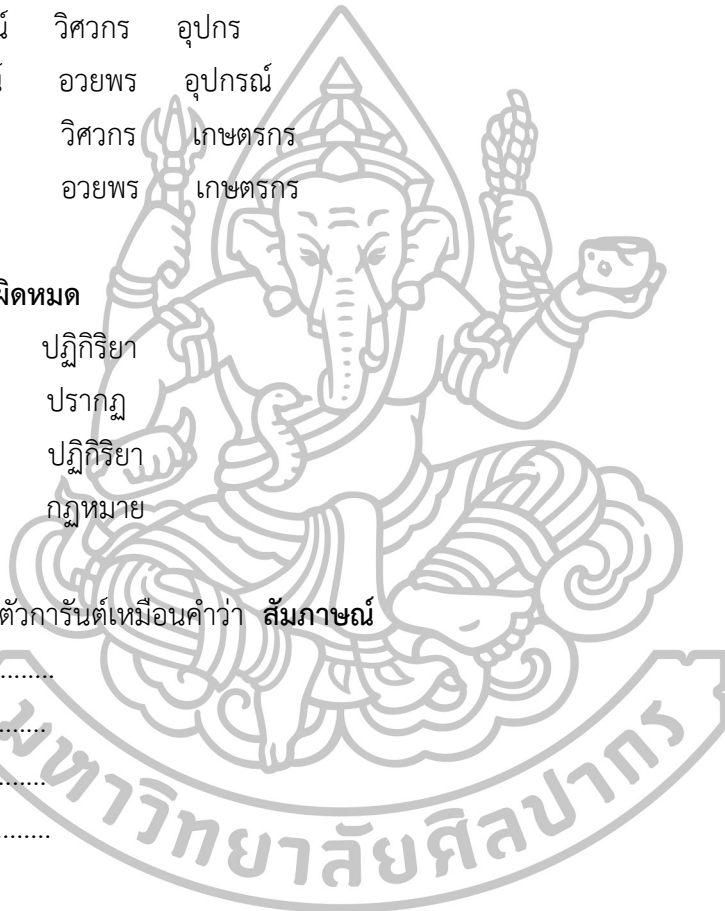 วิศวกร อุปกร
อวยพร อุปกรณ์
วิศวกร เกษตรกร
อวยพร เกษตรกร
ผิดหมด
ปฏิกิริยา
ปรากฏ
ปฏิกิริยา
กฎหมาย
ตัวการันต์เหมือนคำว่า สัมภาษณ์
.........
.........
.........
.........
มหาวิทยาลัยศิลปากร